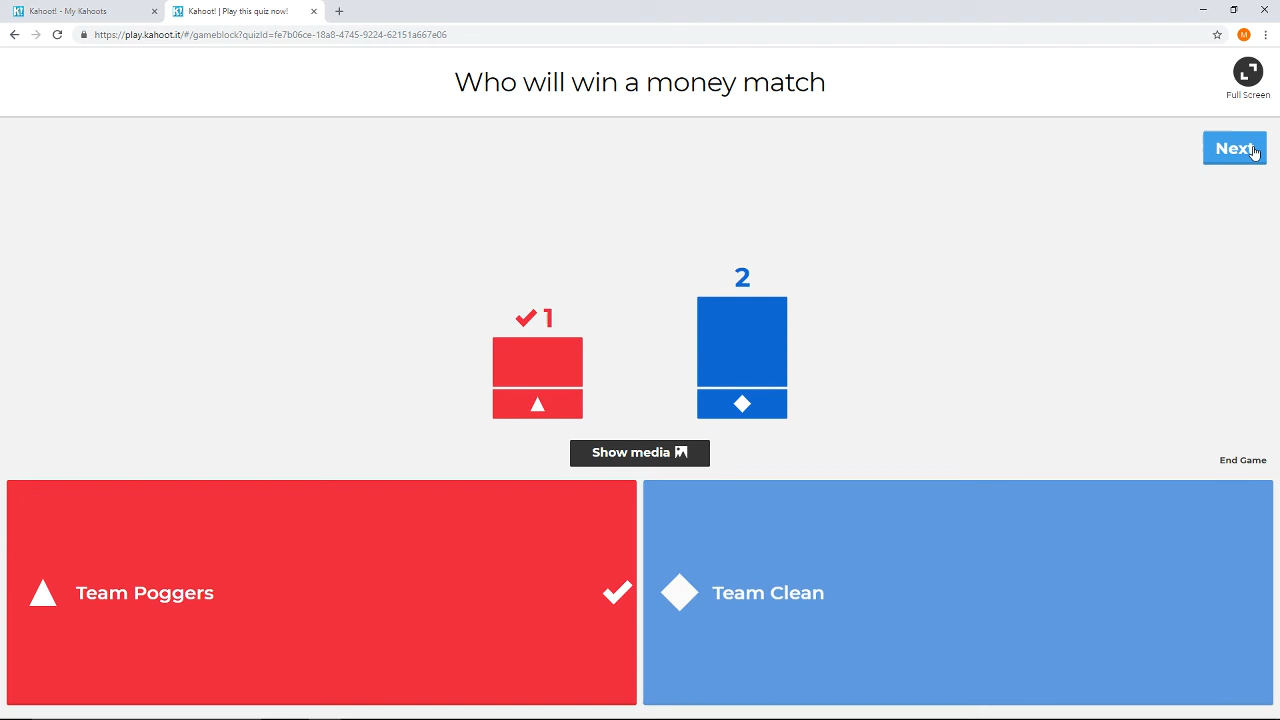 Kahoot! - My Kahoots
Kahoot! | Play this quiz now!
https://play.kahoot.it/#/gameblock?quizId=fe7b06ce-18a8-4745-9224-62151a667e06
M
Who will win a money match
Full Screen
Next
1
2
Show media
End Game
Team Poggers
Team Clean